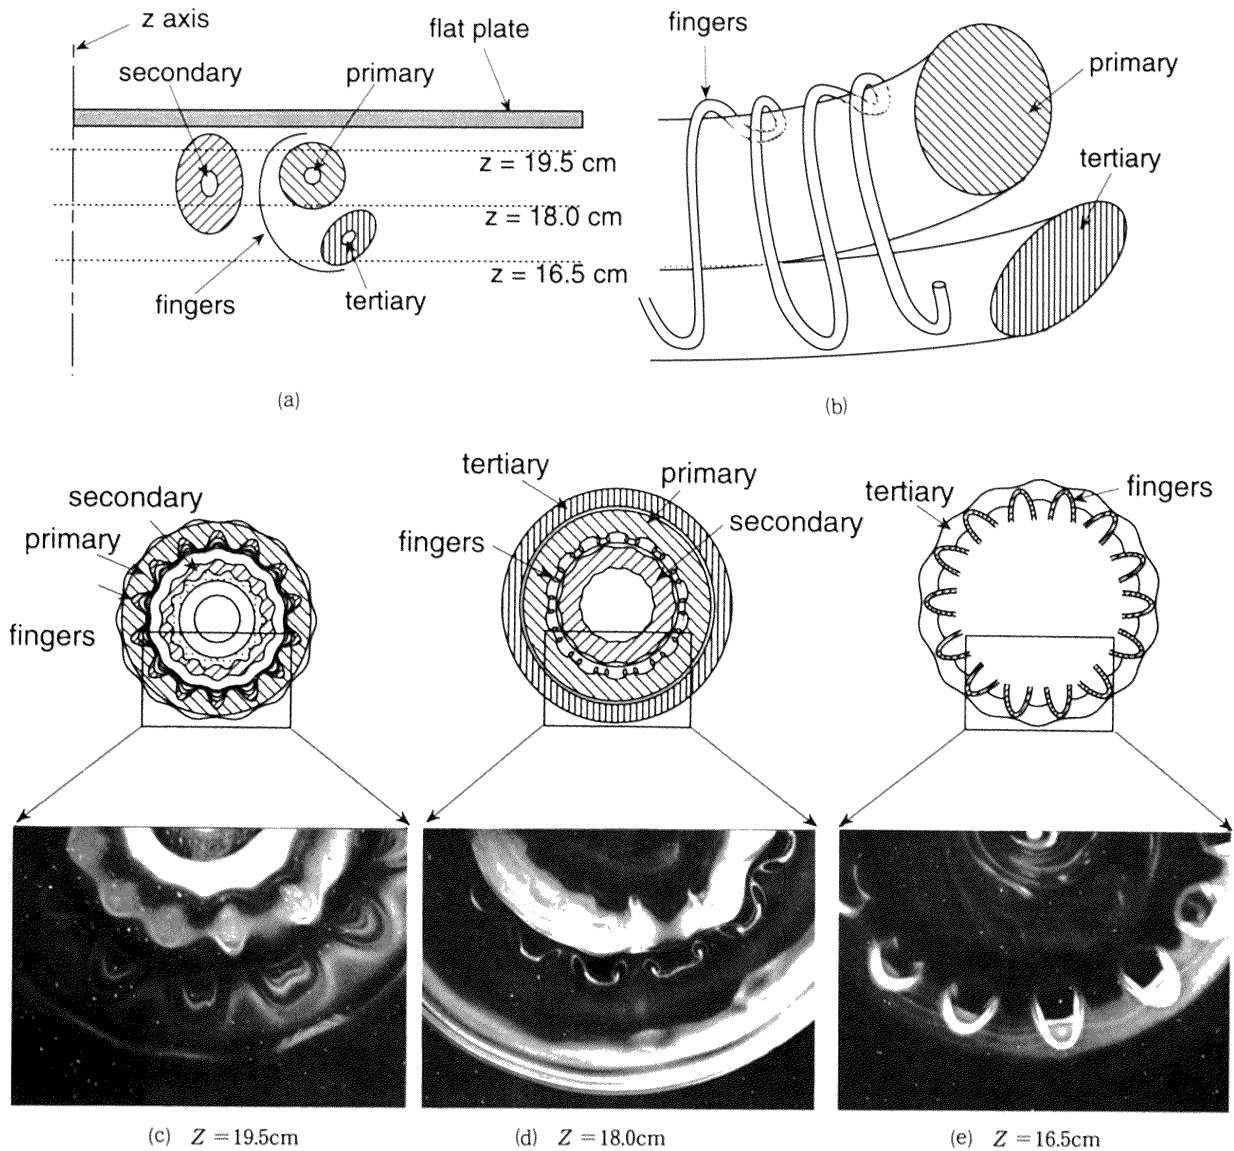 z axis
flat plate
secondary
primary
z = 19.5 cm
z = 18.0 cm
z = 16.5 cm
fingers
tertiary
(a)
fingers
primary
tertiary
(b)
secondary
primary
fingers
tertiary
primary
fingers
secondary
tertiary
fingers
(c) Z = 19.5cm
(d) Z = 18.0cm
(e) Z = 16.5cm